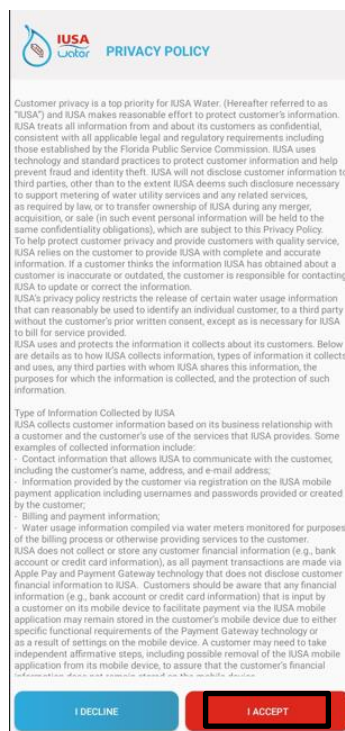 IUSA
Water
PRIVACY POLICY
Customer privacy is a top priority for IUSA Water. (Hereafter referred to as
"IUSA") and IUSA makes reasonable effort to protect customer's information.
IUSA treats all information from and about its customers as confidential,
consistent with all applicable legal and regulatory requirements including
those established by the Florida Public Service Commission. IUSA uses
technology and standard practices to protect customer information and help
prevent fraud and identity theft. IUSA will not disclose customer information to
third parties, other than to the extent IUSA deems such disclosure necessary
to support metering of water utility services and any related services,
as required by law, or to transfer ownership of IUSA during any merger,
acquisition, or sale (in such event personal information will be held to the
same confidentiality obligations), which are subject to this Privacy Policy.
To help protect customer privacy and provide customers with quality service,
IUSA relies on the customer to provide IUSA with complete and accurate
information. If a customer thinks the information IUSA has obtained about a
customer is inaccurate or outdated, the customer is responsible for contacting
IUSA to update or correct the information.
IUSA's privacy policy restricts the release of certain water usage information
that can reasonably be used to identify an individual customer, to a third party
without the customer's prior written consent, except as is necessary for IUSA
to bill for service provided.
IUSA uses and protects the information it collects about its customers. Below
are details as to how IUSA collects information, types of information it collects
and uses, any third parties with whom IUSA shares this information, the
purposes for which the information is collected, and the protection of such
information.
Type of Information Collected by IUSA
IUSA collects customer information based on its business relationship with
a customer and the customer's use of the services that IUSA provides. Some
examples of collected information include:
- Contact information that allows IUSA to communicate with the customer,
including the customer's name, address, and e-mail address;
- Information provided by the customer via registration on the IUSA mobile
payment application including usernames and passwords provided or created
by the customer;
- Billing and payment information;
- Water usage information compiled via water meters monitored for purposes
of the billing process or otherwise providing services to the customer.
IUSA does not collect or store any customer financial information (e.g., bank
account or credit card information), as all payment transactions are made via
Apple Pay and Payment Gateway technology that does not disclose customer
financial information to IUSA. Customers should be aware that any financial
information (e.g., bank account or credit card information) that is input by
a customer on its mobile device to facilitate payment via the IUSA mobile
application may remain stored in the customer's mobile device due to either
specific functional requirements of the Payment Gateway technology or
as a result of settings on the mobile device. A customer may need to take
independent affirmative steps, including possible removal of the IUSA mobile
application from its mobile device, to assure that the customer's financial
information does not remain stored on the mobile device.
I DECLINE
I ACCEPT